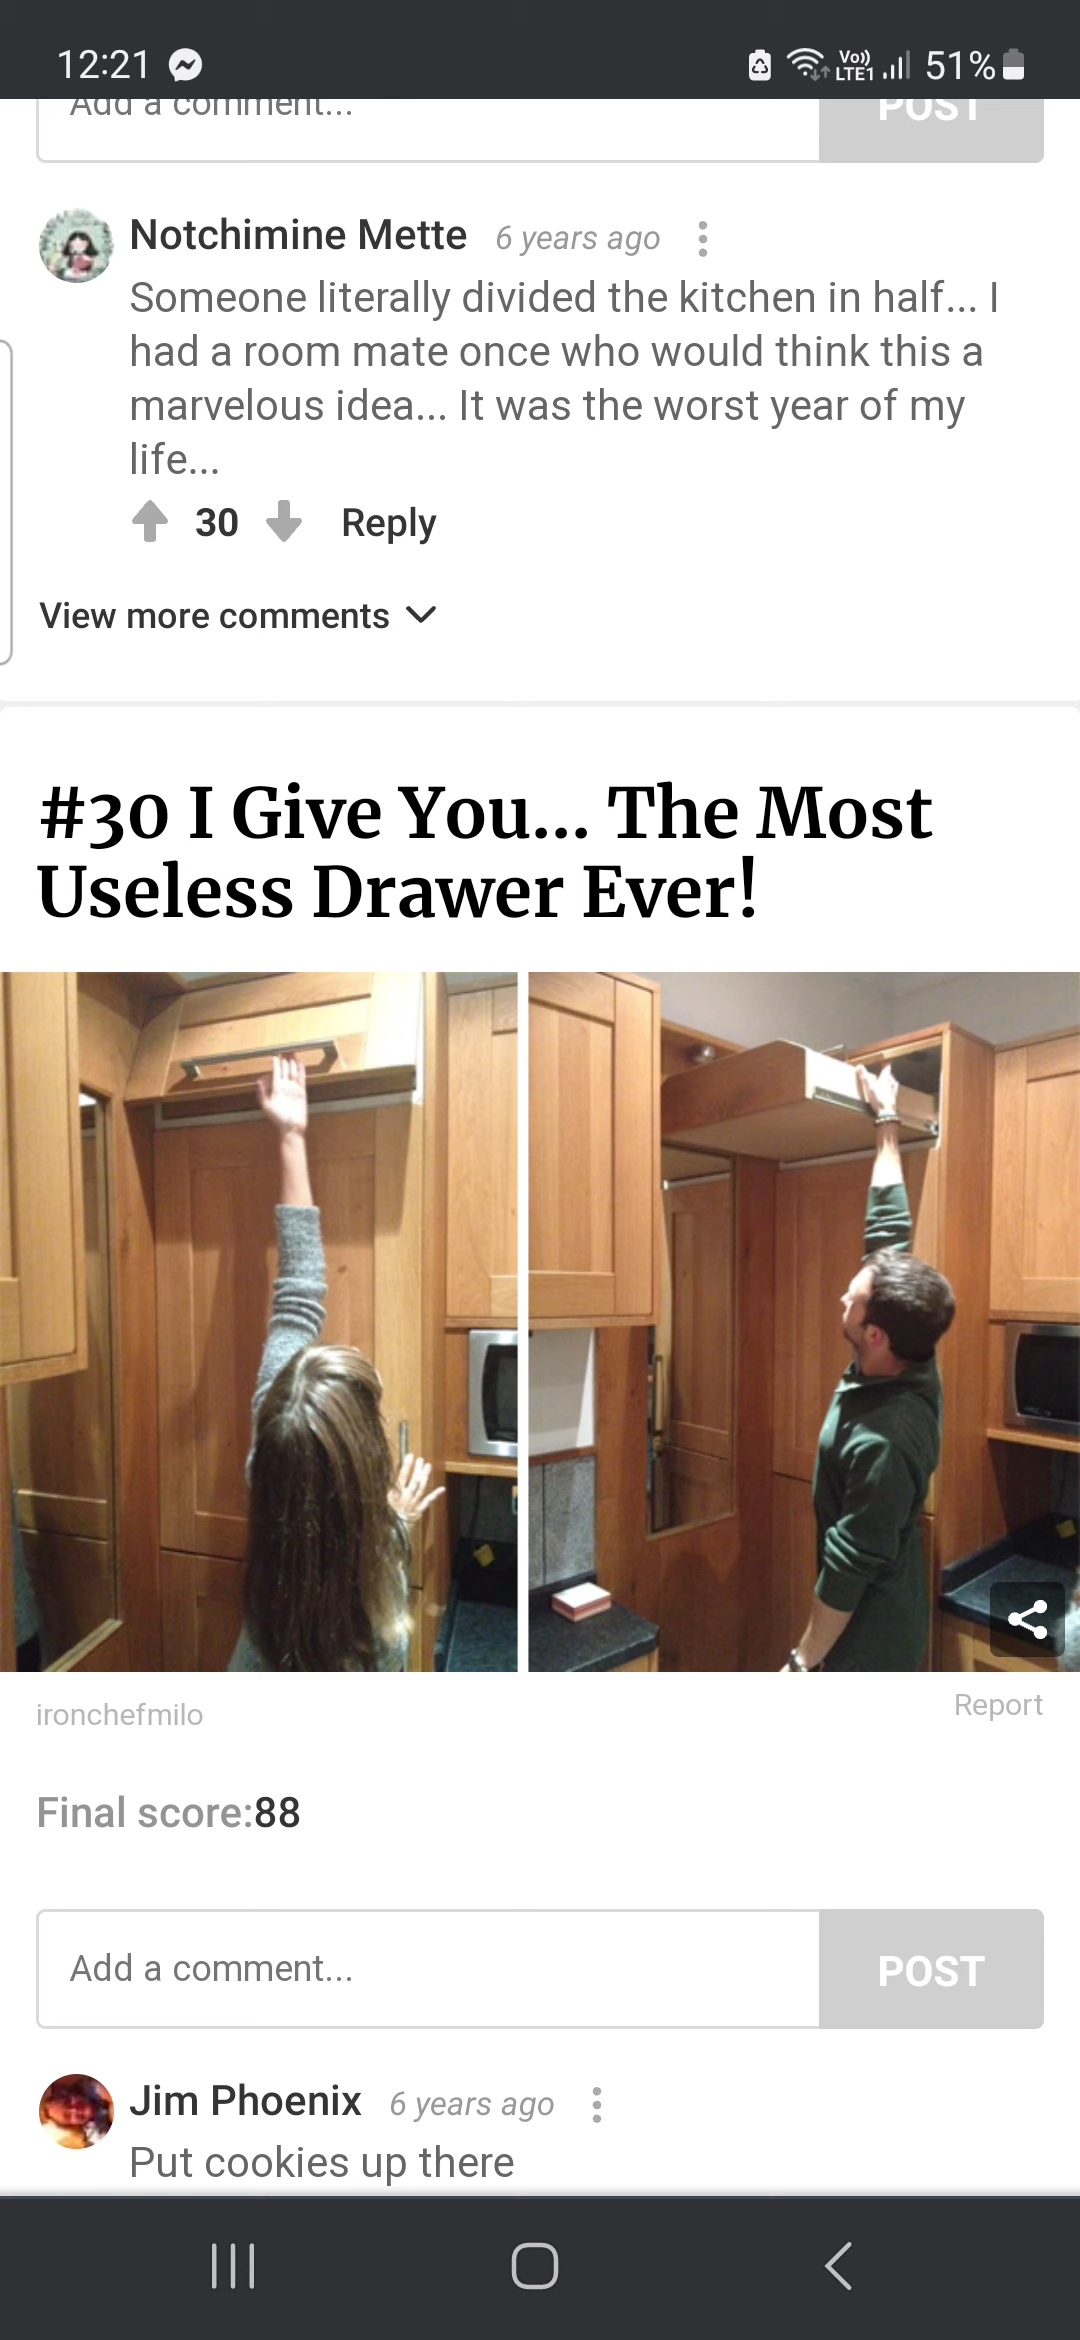 12:21
Vo))
LTE1
51%
Add a comment...
POST
Notchimine Mette 6 years ago
Someone literally divided the kitchen in half... I
had a room mate once who would think this a
marvelous idea... It was the worst year of my
life...
30 Reply
View more comments
#30 I Give You... The Most
Useless Drawer Ever!
ironchefmilo
Report
Final score:88
Add a comment...
POST
Jim Phoenix 6 years ago
Put cookies up there